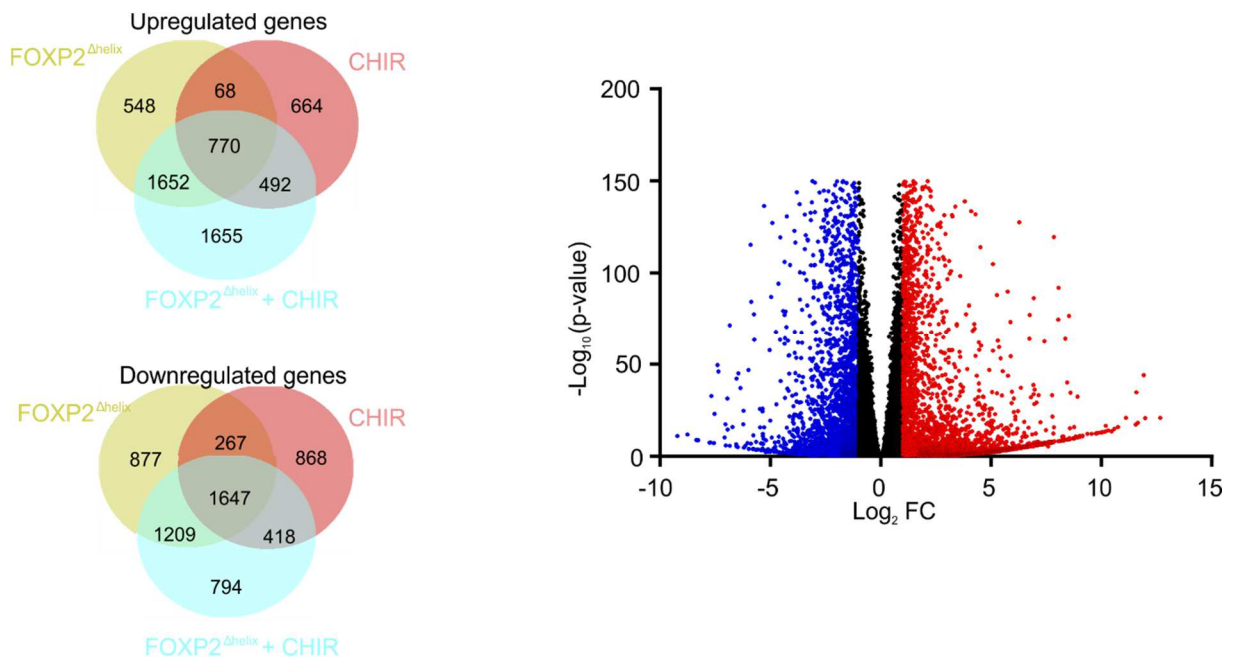 Upregulated genes
FOXP2^Δhelix
CHIR
548
68
664
770
1652
492
1655
FOXP2^Δhelix + CHIR
Downregulated genes
FOXP2^Δhelix
CHIR
877
267
868
1647
1209
418
794
FOXP2^Δhelix + CHIR
200
150
100
50
0
-Log₁₀(p-value)
-10
-5
0
5
10
15
Log₂ FC